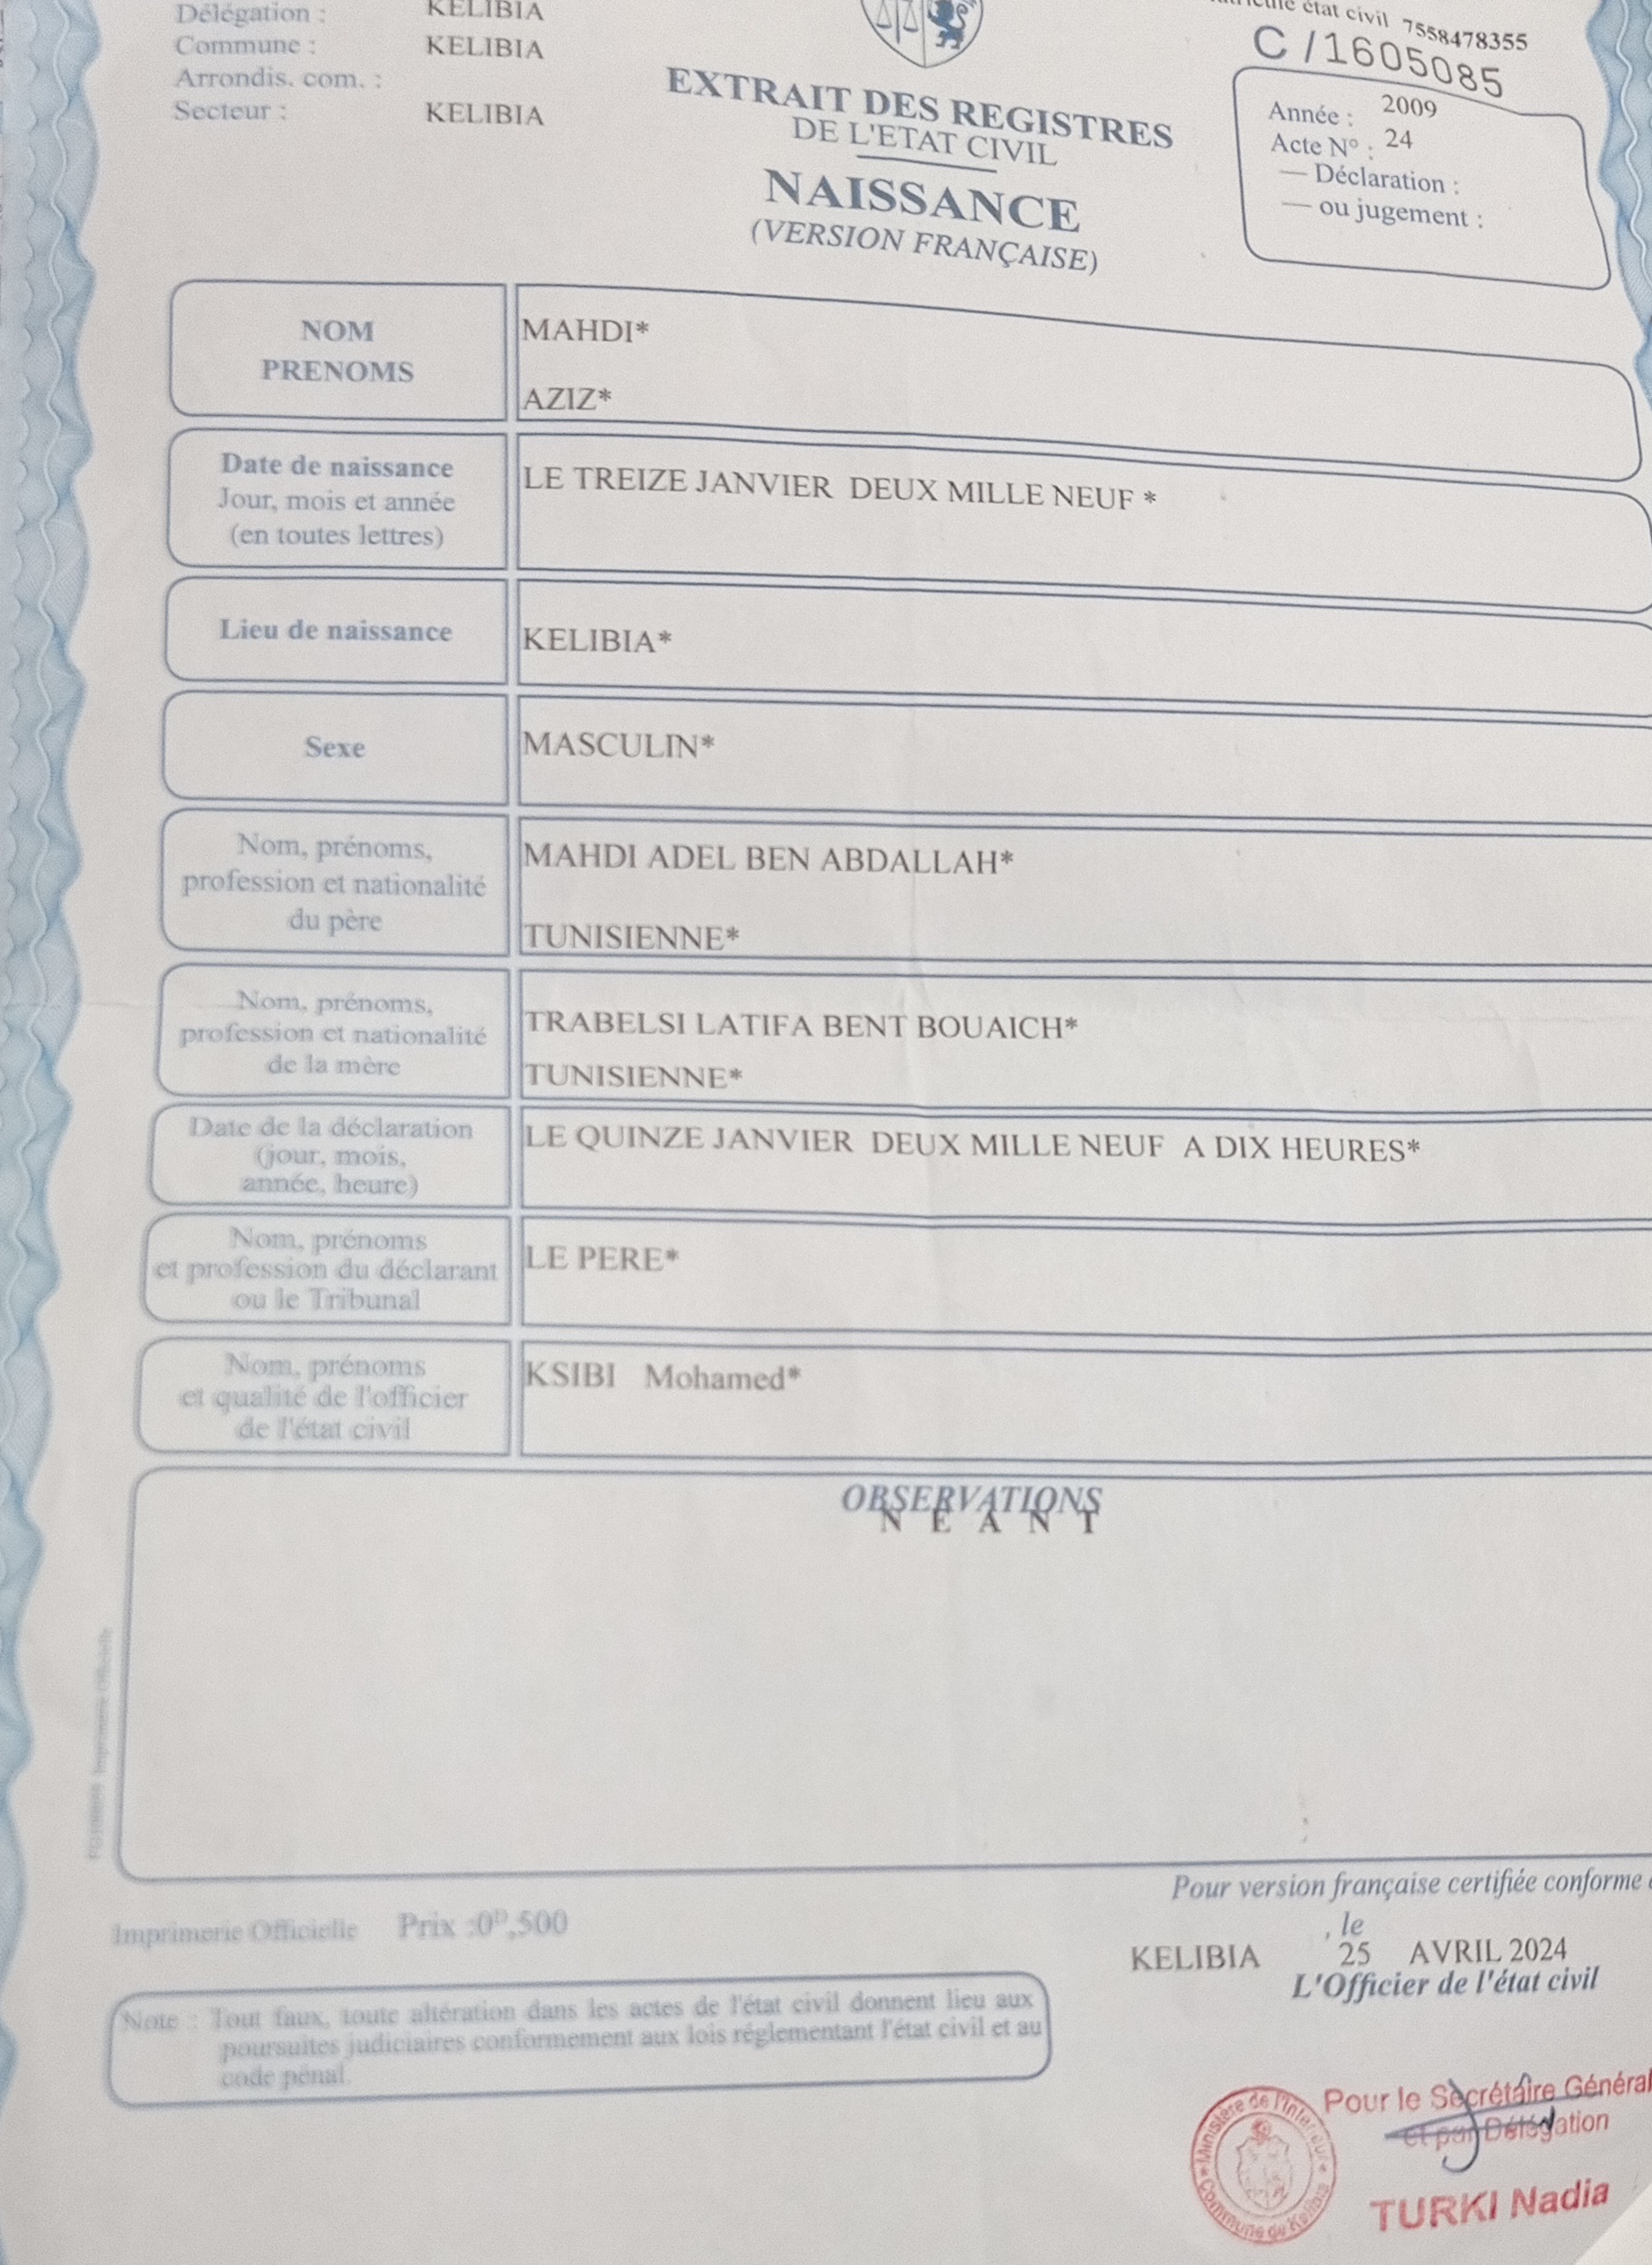 Délégation : KELIBIA
Commune : KELIBIA
Arrondis. com. :
Secteur : KELIBIA
état civil 7558478355
C /1605085
EXTRAIT DES REGISTRES
DE L'ETAT CIVIL
NAISSANCE
(VERSION FRANÇAISE)
Année : 2009
Acte N° : 24
— Déclaration :
— ou jugement :
NOM
PRENOMS
MAHDI*
AZIZ*
Date de naissance
Jour, mois et année
(en toutes lettres)
LE TREIZE JANVIER DEUX MILLE NEUF *
Lieu de naissance
KELIBIA*
Sexe
MASCULIN*
Nom, prénoms,
profession et nationalité
du père
MAHDI ADEL BEN ABDALLAH*
TUNISIENNE*
Nom, prénoms,
profession et nationalité
de la mère
TRABELSI LATIFA BENT BOUAICH*
TUNISIENNE*
Date de la déclaration
(jour, mois,
année, heure)
LE QUINZE JANVIER DEUX MILLE NEUF A DIX HEURES*
Nom, prénoms
et profession du déclarant
ou le Tribunal
LE PERE*
Nom, prénoms
et qualité de l'officier
de l'état civil
KSIBI Mohamed*
OBSERVATIONS
N E A N T
Imprimerie Officielle
Pour version française certifiée conforme
Imprimerie Officielle Prix :0ᴰ,500
, le
KELIBIA 25 AVRIL 2024
L'Officier de l'état civil
Note : Tout faux, toute altération dans les actes de l'état civil donnent lieu aux
poursuites judiciaires conformement aux lois réglementant l'état civil et au
code pénal.
Ministère de l'Intérieur
Commune de Kelibia
Pour le Secrétaire Général
et par Délégation
TURKI Nadia